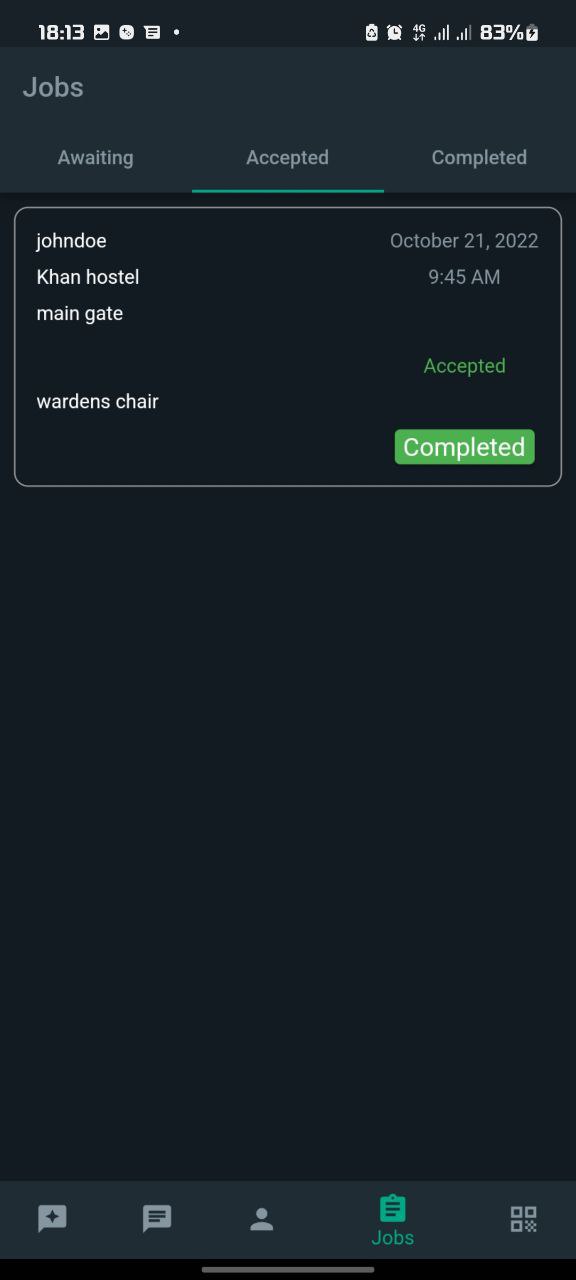 18:13 4G 83%
Jobs
Awaiting Accepted Completed
johndoe October 21, 2022
Khan hostel 9:45 AM
main gate
Accepted
wardens chair
Completed
Jobs